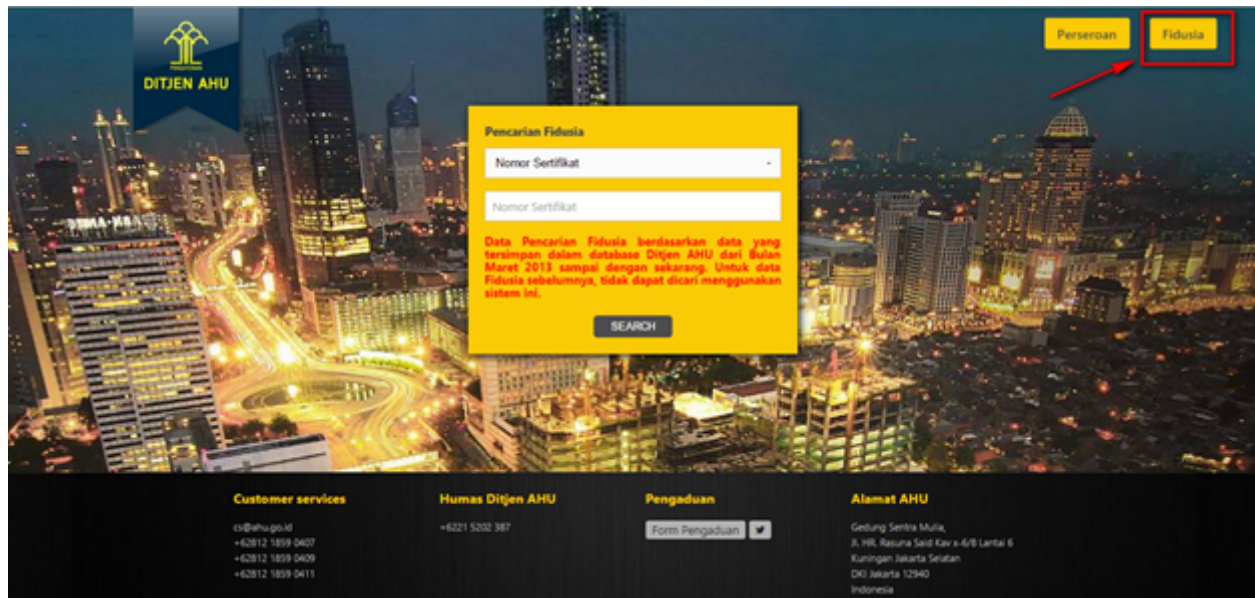 PENGAYOMAN
DITJEN AHU
Perseroan
Fidusia
Pencarian Fidusia
Nomor Sertifikat
Nomor Sertifikat
Data Pencarian Fidusia berdasarkan data yang
tersimpan dalam database Ditjen AHU dari Bulan
Maret 2013 sampai dengan sekarang. Untuk data
Fidusia sebelumnya, tidak dapat dicari menggunakan
sistem ini.
SEARCH
Customer services
cs@ahu.go.id
+62812 1859 0407
+62812 1859 0409
+62812 1859 0411
Humas Ditjen AHU
+6221 5202 387
Pengaduan
Form Pengaduan
Alamat AHU
Gedung Sentra Mulia,
Jl. HR. Rasuna Said Kav x-6/8 Lantai 6
Kuningan Jakarta Selatan
DKI Jakarta 12940
Indonesia